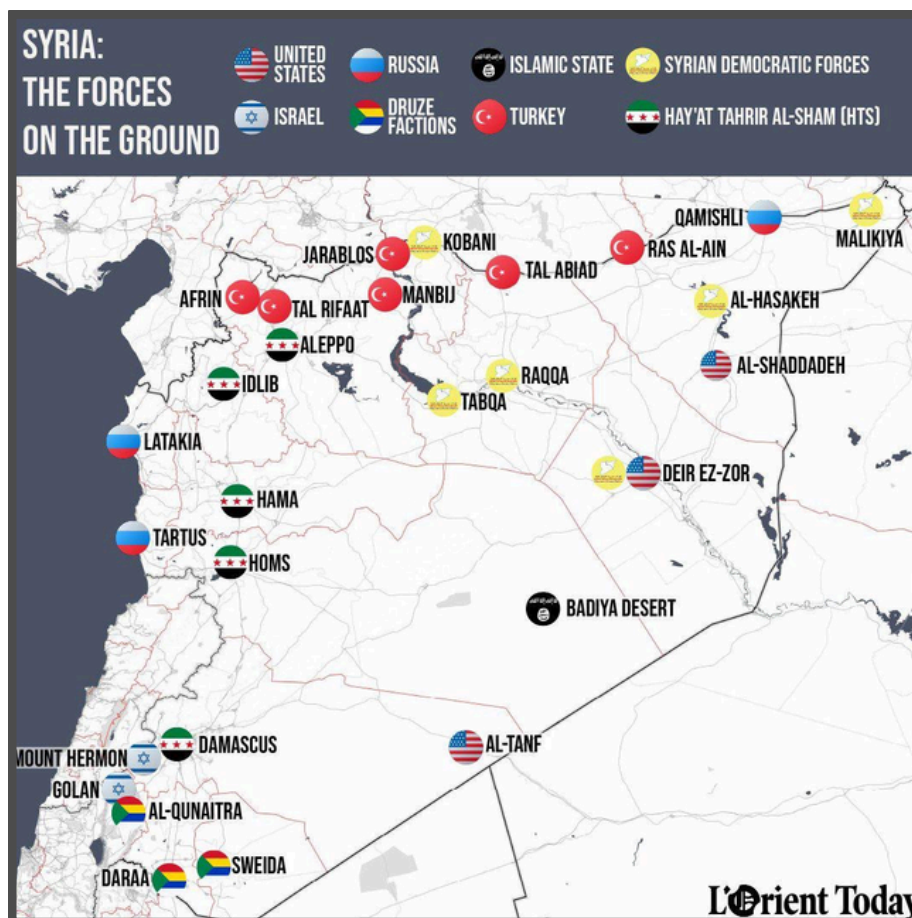 SYRIA:
THE FORCES
ON THE GROUND
UNITED
STATES
RUSSIA
ISLAMIC STATE
SYRIAN DEMOCRATIC FORCES
ISRAEL
DRUZE
FACTIONS
TURKEY
HAY'AT TAHRIR AL-SHAM (HTS)
QAMISHLI
MALIKIYA
JARABLOS
KOBANI
RAS AL-AIN
TAL ABIAD
AFRIN
TAL RIFAAT
MANBIJ
AL-HASAKEH
ALEPPO
AL-SHADDADEH
IDLIB
RAQQA
TABQA
LATAKIA
DEIR EZ-ZOR
HAMA
TARTUS
HOMS
BADIYA DESERT
DAMASCUS
AL-TANF
MOUNT HERMON
GOLAN
AL-QUNAITRA
SWEIDA
DARAA
L'Orient Today